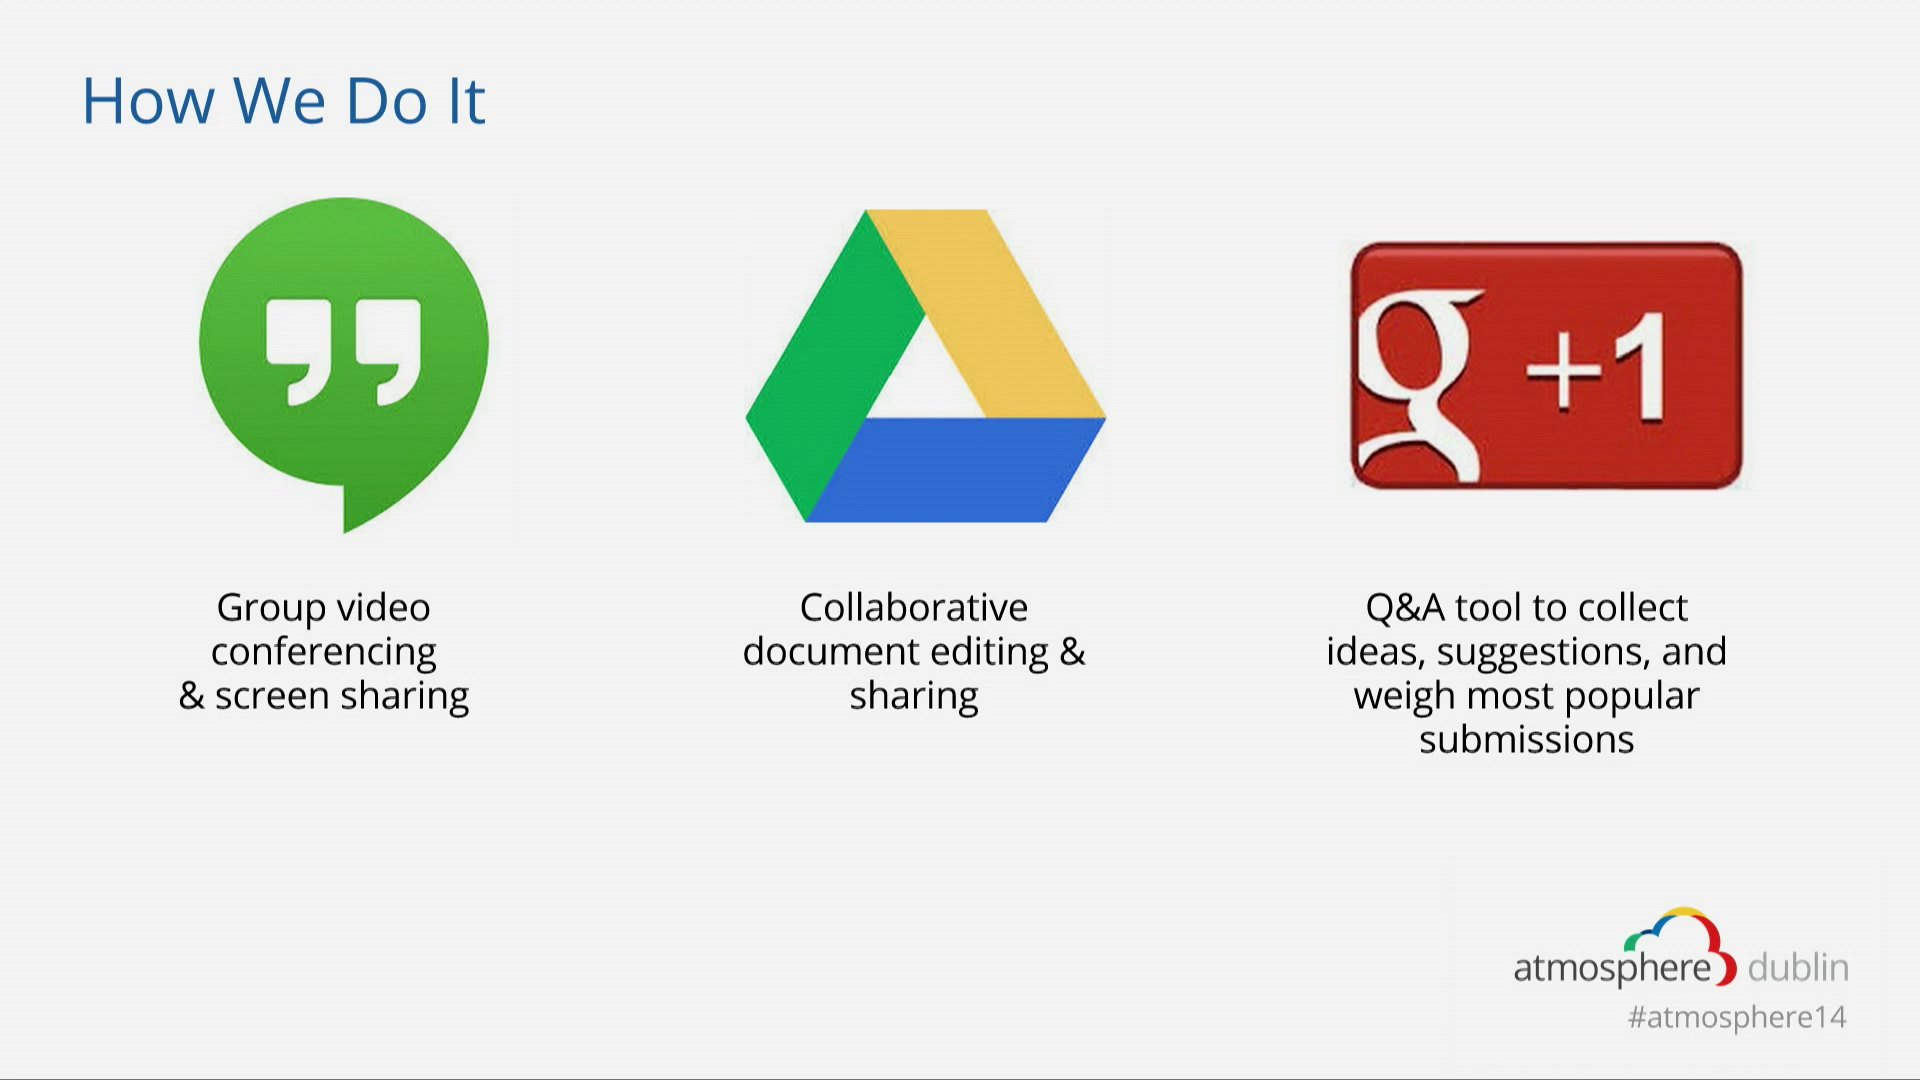 How We Do It
g +1
Group video
conferencing
& screen sharing
Collaborative
document editing &
sharing
Q&A tool to collect
ideas, suggestions, and
weigh most popular
submissions
atmosphere dublin
#atmosphere14